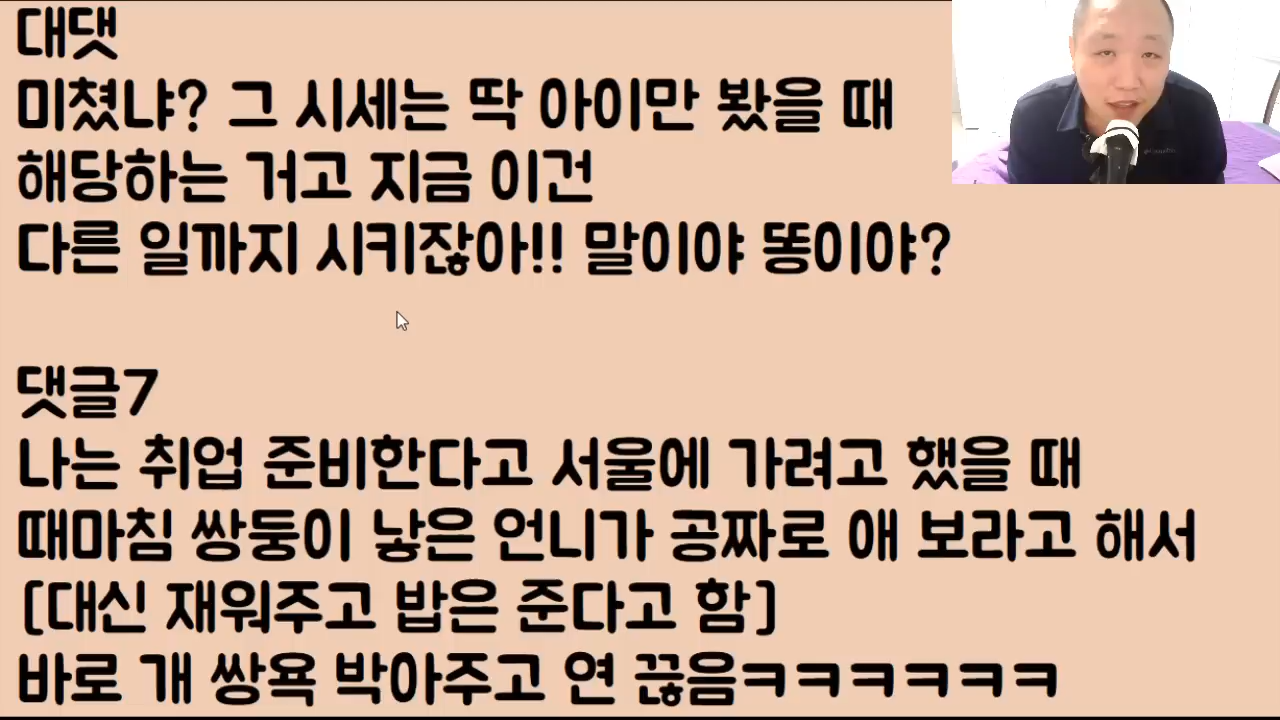 대댓
미쳤냐? 그 시세는 딱 아이만 봤을 때
해당하는 거고 지금 이건
다른 일까지 시키잖아!! 말이야 똥이야?
댓글7
나는 취업 준비한다고 서울에 가려고 했을 때
때마침 쌍둥이 낳은 언니가 공짜로 애 보라고 해서
[대신 재워주고 밥은 준다고 함]
바로 개 쌍욕 박아주고 연 끊음ㅋㅋㅋㅋㅋㅋ